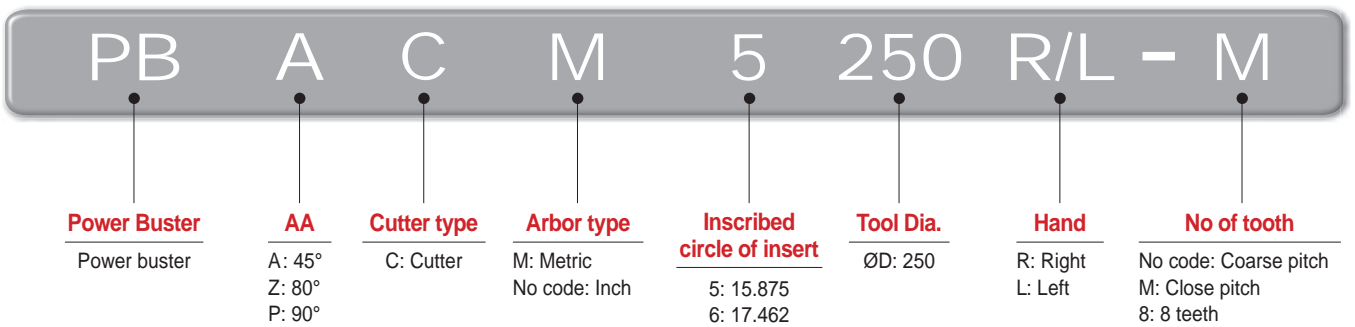 PB A C M 5 250 R/L - M
Power Buster
Power buster
AA
A: 45°
Z: 80°
P: 90°
Cutter type
C: Cutter
Arbor type
M: Metric
No code: Inch
Inscribed
circle of insert
5: 15.875
6: 17.462
Tool Dia.
ØD: 250
Hand
R: Right
L: Left
No of tooth
No code: Coarse pitch
M: Close pitch
8: 8 teeth